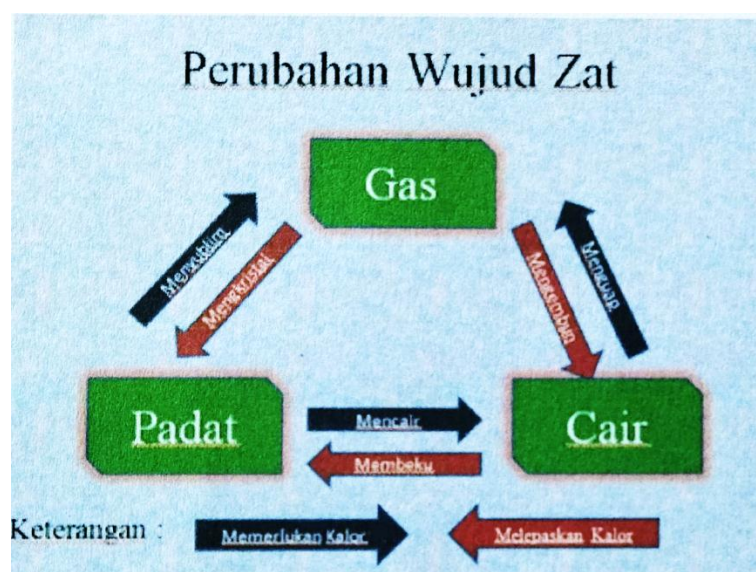 Perubahan Wujud Zat
Gas
Menyublim
Mengkristal
Mengembun
Menguap
Padat
Mencair
Membeku
Cair
Keterangan :
Memerlukan Kalor
Melepaskan Kalor